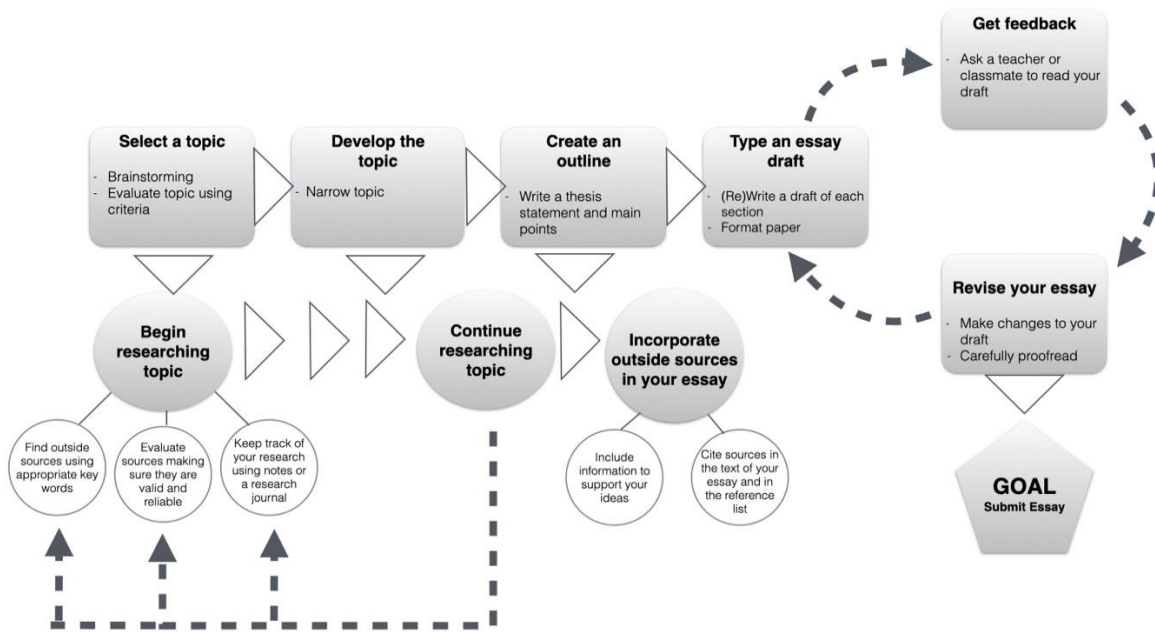 Select a topic
- Brainstorming
- Evaluate topic using
criteria
Develop the
topic
- Narrow topic
Create an
outline
- Write a thesis
statement and main
points
Type an essay
draft
- (Re)Write a draft of each
section
- Format paper
Get feedback
- Ask a teacher or
classmate to read your
draft
Revise your essay
- Make changes to your
draft
- Carefully proofread
Begin
researching
topic
Continue
researching
topic
Incorporate
outside sources
in your essay
Find outside
sources using
appropriate key
words
Evaluate
sources making
sure they are
valid and
reliable
Keep track of
your research
using notes or
a research
journal
Include
information to
support your
ideas
Cite sources in
the text of your
essay and in
the reference
list
GOAL
Submit Essay